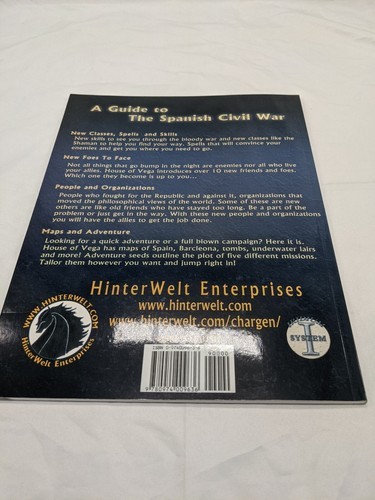 A Guide to
The Spanish Civil War
New Classes, Spells and Skills
New skills to see you through the bloody war and new classes like the
Shaman to help you find your way. Spells that will convince your
enemies and get you where you need to go.
New Foes To Face
Not all things that go bump in the night are enemies nor all who live
your allies. House of Vega introduces over 10 new friends and foes.
Which one they become is up to you...
People and Organizations
People who fought for the Republic and against it, organizations that
moved the philosophical views of the world. Some of these are new
others are like old friends who have stayed too long. Be a part of the
problem or just get in the way. With these new people and organizations
you will have the allies to get the job done.
Maps and Adventure
Looking for a quick adventure or a full blown campaign? Here it is.
House of Vega has maps of Spain, Barcleona, tombs, underwater lairs
and more! Adventure seeds outline the plot of five different missions.
Tailor them however you want and jump right in!
HinterWelt Enterprises
www.hinterwelt.com
www.hinterwelt.com/chargen/
WWW.HINTERWELT.COM
HinterWelt Enterprises
I
SYSTEM